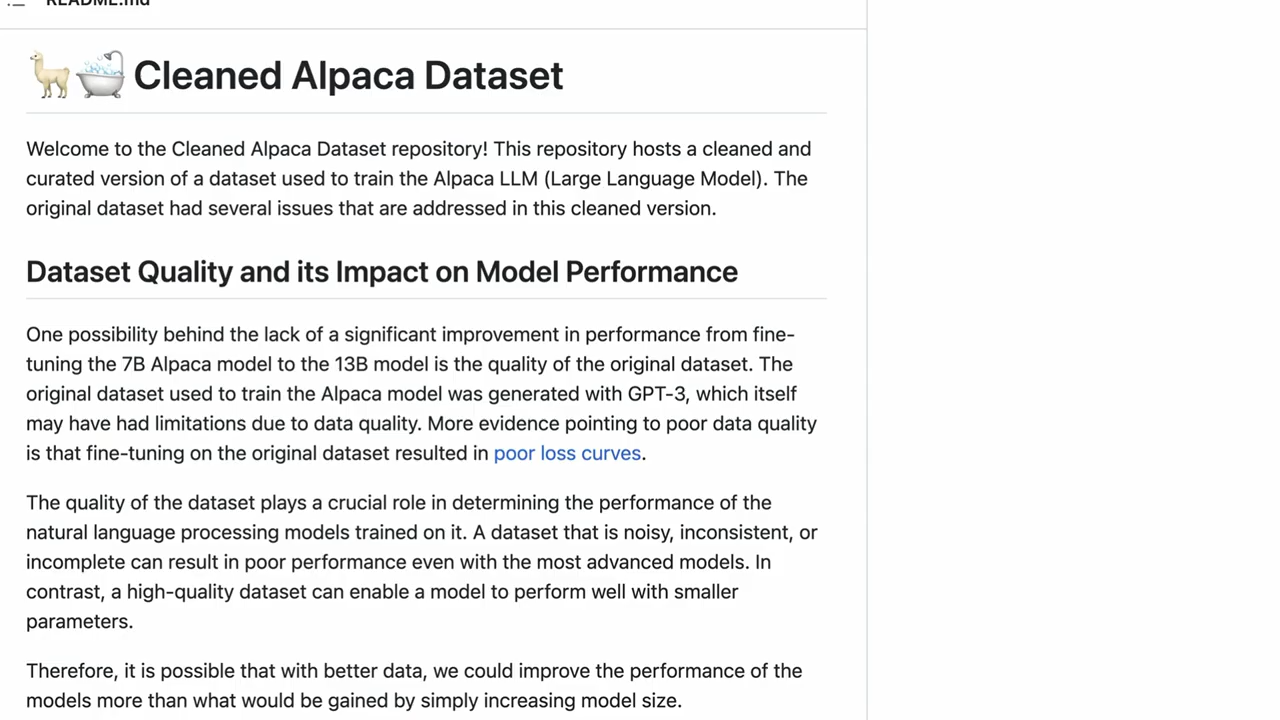 README.md
Cleaned Alpaca Dataset
Welcome to the Cleaned Alpaca Dataset repository! This repository hosts a cleaned and
curated version of a dataset used to train the Alpaca LLM (Large Language Model). The
original dataset had several issues that are addressed in this cleaned version.
Dataset Quality and its Impact on Model Performance
One possibility behind the lack of a significant improvement in performance from fine-
tuning the 7B Alpaca model to the 13B model is the quality of the original dataset. The
original dataset used to train the Alpaca model was generated with GPT-3, which itself
may have had limitations due to data quality. More evidence pointing to poor data quality
is that fine-tuning on the original dataset resulted in poor loss curves.
The quality of the dataset plays a crucial role in determining the performance of the
natural language processing models trained on it. A dataset that is noisy, inconsistent, or
incomplete can result in poor performance even with the most advanced models. In
contrast, a high-quality dataset can enable a model to perform well with smaller
parameters.
Therefore, it is possible that with better data, we could improve the performance of the
models more than what would be gained by simply increasing model size.